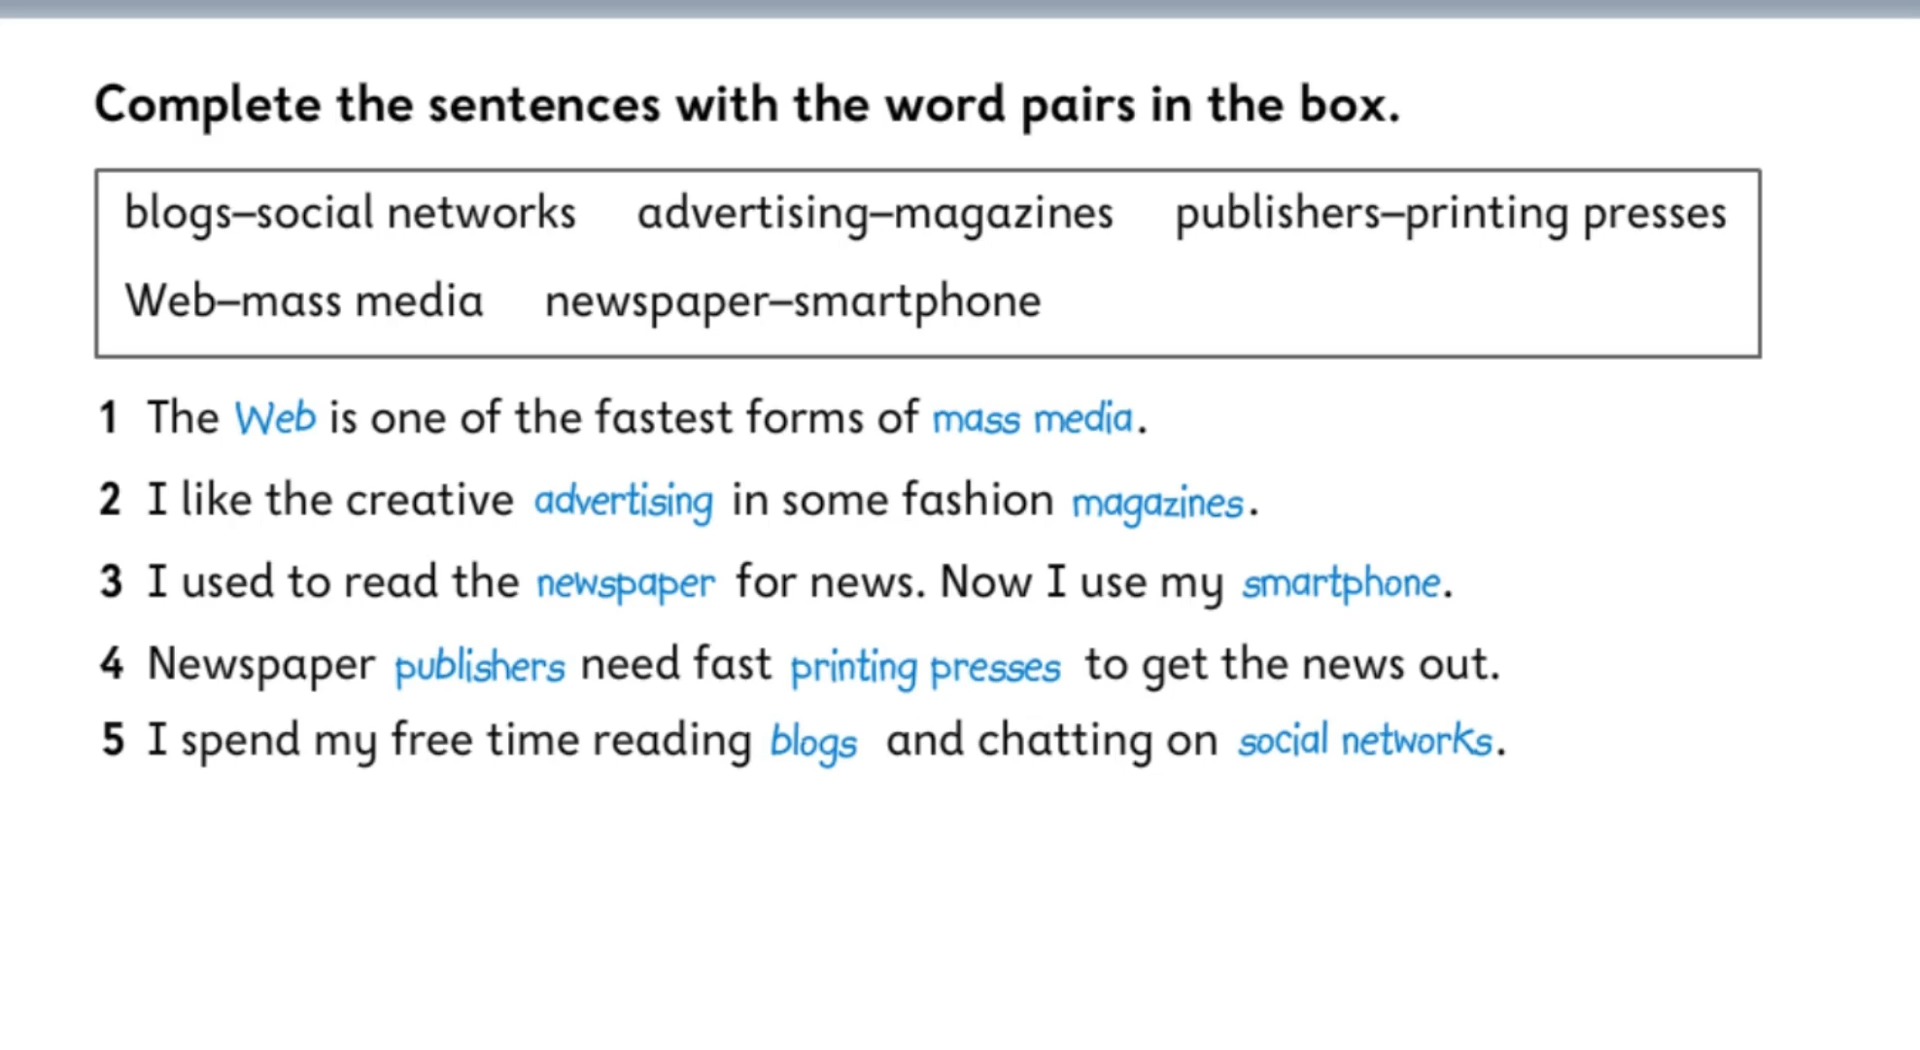 Complete the sentences with the word pairs in the box.
blogs–social networks advertising–magazines publishers–printing presses
Web–mass media newspaper–smartphone
1 The Web is one of the fastest forms of mass media.
2 I like the creative advertising in some fashion magazines.
3 I used to read the newspaper for news. Now I use my smartphone.
4 Newspaper publishers need fast printing presses to get the news out.
5 I spend my free time reading blogs and chatting on social networks.